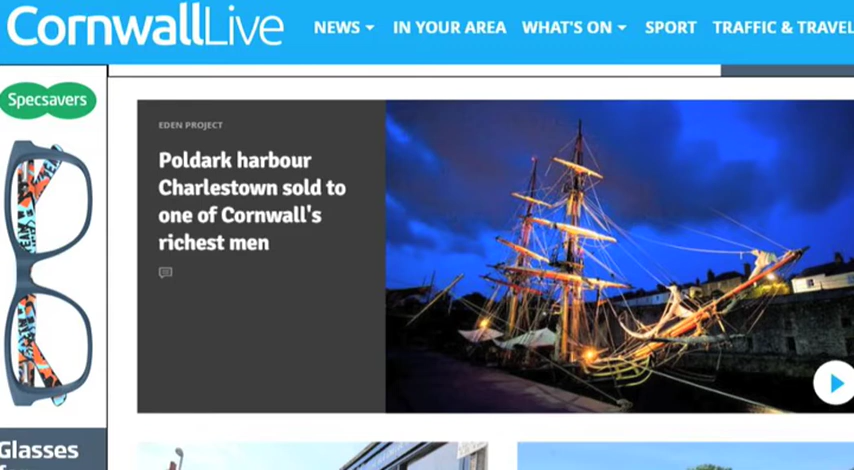 CornwallLive
NEWS IN YOUR AREA WHAT'S ON SPORT TRAFFIC & TRAVEL
Specsavers
EDEN PROJECT
Poldark harbour
Charlestown sold to
one of Cornwall's
richest men
Glasses